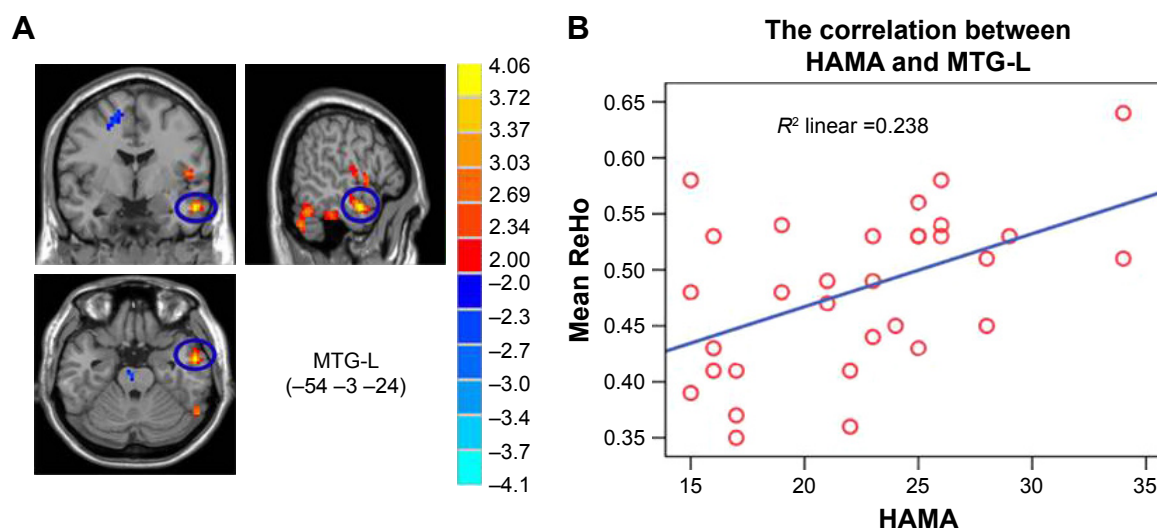 A
4.06
3.72
3.37
3.03
2.69
2.34
2.00
–2.0
–2.3
–2.7
–3.0
–3.4
–3.7
–4.1
MTG-L
(–54 –3 –24)
B
The correlation between
HAMA and MTG-L
R² linear =0.238
Mean ReHo
0.65
0.60
0.55
0.50
0.45
0.40
0.35
15 20 25 30 35
HAMA